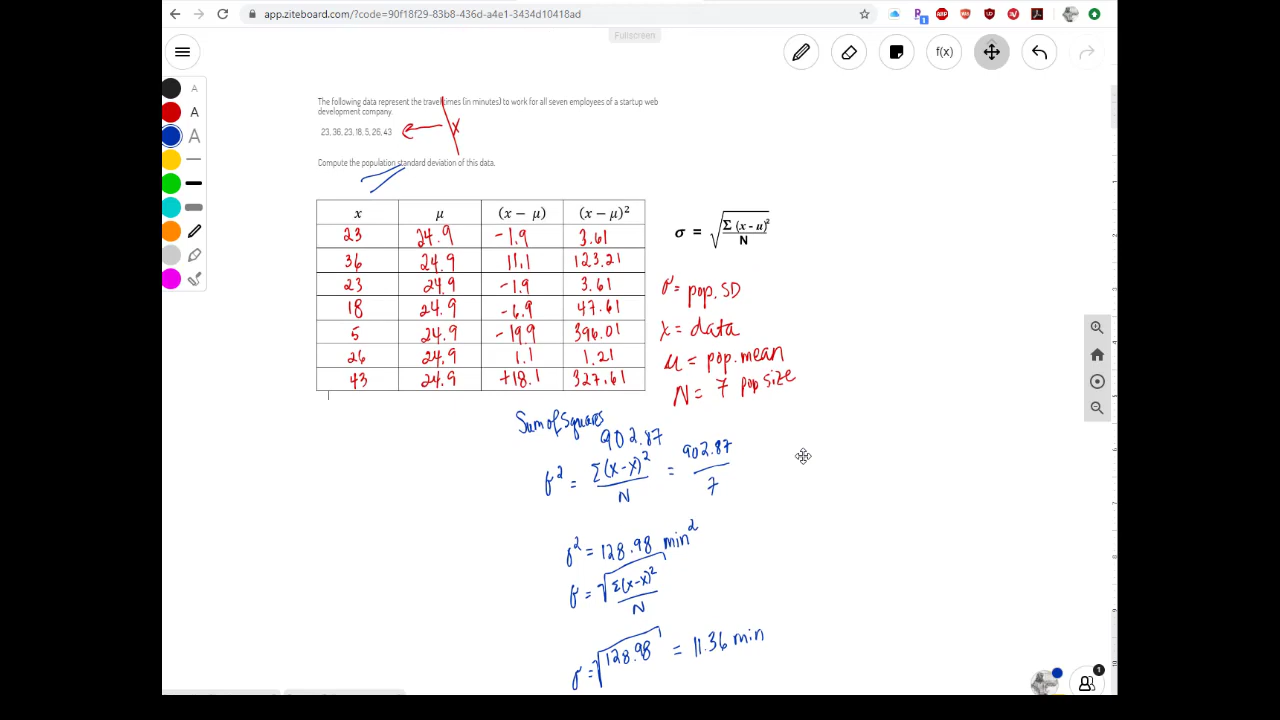 app.ziteboard.com/?code=90f18f29-83b8-436d-a4e1-3434d10418ad
Fullscreen
f(x)
The following data represent the travel times (in minutes) to work for all seven employees of a startup web
development company.
23, 36, 23, 18, 5, 26, 43
x
Compute the population standard deviation of this data.
x μ (x − μ) (x − μ)²
23 24.9 -1.9 3.61
36 24.9 11.1 123.21
23 24.9 -1.9 3.61
18 24.9 -6.9 47.61
5 24.9 -19.9 396.01
26 24.9 1.1 1.21
43 24.9 +18.1 327.61
σ = √(Σ (x-μ)² / N)
σ = pop. SD
x = data
μ = pop. mean
N = 7 pop size
Sum of Squares
902.87
σ² = Σ(x-x)² / N = 902.87 / 7
σ² = 128.98 min²
σ = √(Σ(x-x)² / N)
σ = √128.98 = 11.36 min